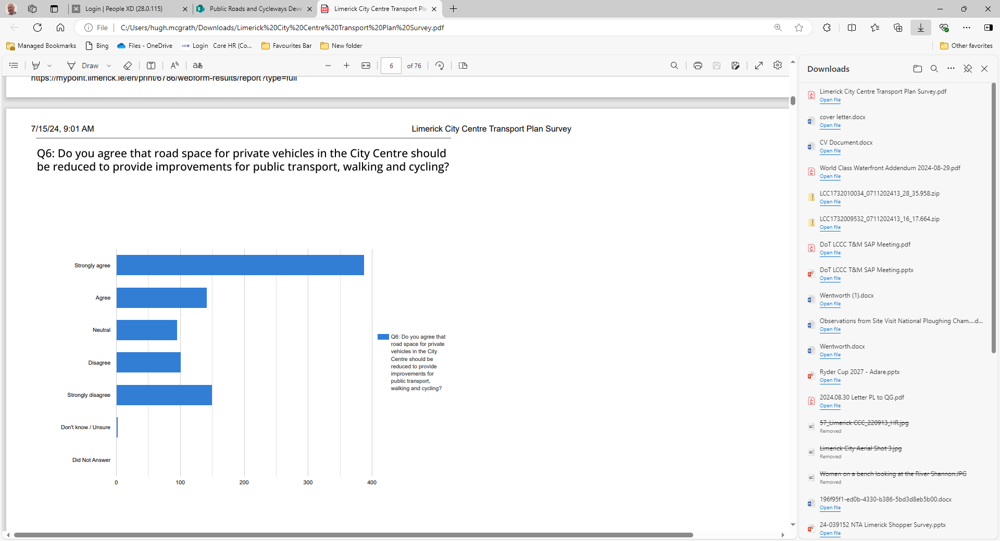 Login | People XD (28.0.115)
Public Roads and Cycleways Deve
Limerick City Centre Transport Pla
File
C:/Users/hugh.mcgrath/Downloads/Limerick%20City%20Centre%20Transport%20Plan%20Survey.pdf
Managed Bookmarks
Bing
Files - OneDrive
core Login
Core HR (Co...
Favourites Bar
New folder
Other favorites
Draw
6
of 76
https://mypoint.limerick.ie/en/print/6786/webform-results/report?type=full
7/15/24, 9:01 AM
Limerick City Centre Transport Plan Survey
Q6: Do you agree that road space for private vehicles in the City Centre should
be reduced to provide improvements for public transport, walking and cycling?
Strongly agree
Agree
Neutral
Disagree
Strongly disagree
Don't know / Unsure
Did Not Answer
0
100
200
300
400
Q6: Do you agree that
road space for private
vehicles in the City
Centre should be
reduced to provide
improvements for
public transport,
walking and cycling?
Downloads
Limerick City Centre Transport Plan Survey.pdf
Open file
cover letter.docx
Open file
CV Document.docx
Open file
World Class Waterfront Addendum 2024-08-29.pdf
Open file
LCC1732010034_0711202413_28_35.958.zip
Open file
LCC1732009532_0711202413_16_17.664.zip
Open file
DoT LCCC T&M SAP Meeting.pdf
Open file
DoT LCCC T&M SAP Meeting.pptx
Open file
Wentworth (1).docx
Open file
Observations from Site Visit National Ploughing Cham....d...
Open file
Wentworth.docx
Open file
Ryder Cup 2027 - Adare.pptx
Open file
2024.08.30 Letter PL to QG.pdf
Open file
57_Limerick CCC_220913_HR.jpg
Removed
Limerick City Aerial Shot 3.jpg
Removed
Women on a bench looking at the River Shannon.JPG
Removed
196f95f1-ed0b-4330-b386-5bd3d8eb5b00.docx
Open file
24-039152 NTA Limerick Shopper Survey.pptx
Open file